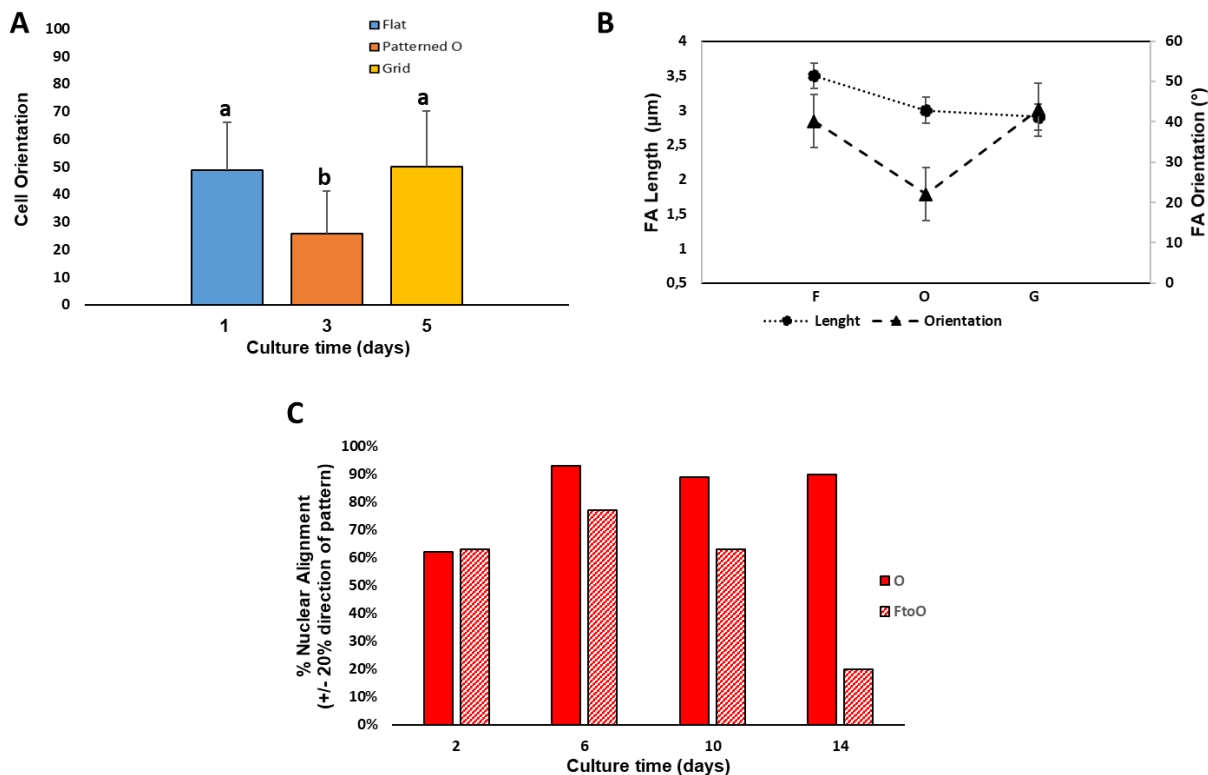 A
Flat
Patterned O
Grid
100
90
80
70
60
50
40
30
20
10
0
Cell Orientation
a
b
a
1 3 5
Culture time (days)
B
4
3,5
3
2,5
2
1,5
1
0,5
FA Length (µm)
60
50
40
30
20
10
0
FA Orientation (°)
F O G
Lenght Orientation
C
100%
90%
80%
70%
60%
50%
40%
30%
20%
10%
0%
% Nuclear Alignment
(+/- 20% direction of pattern)
O
FtoO
2 6 10 14
Culture time (days)